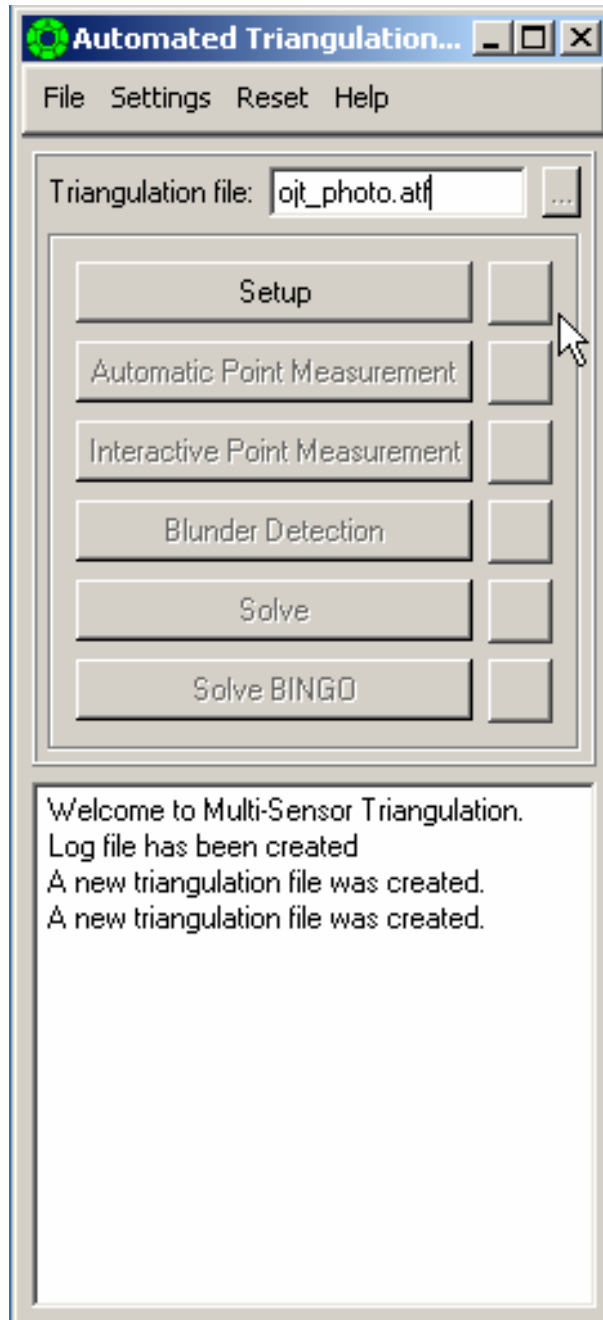 Automated Triangulation...
File Settings Reset Help
Triangulation file: ojt_photo.atf ...
Setup
Automatic Point Measurement
Interactive Point Measurement
Blunder Detection
Solve
Solve BINGO
Welcome to Multi-Sensor Triangulation.
Log file has been created
A new triangulation file was created.
A new triangulation file was created.